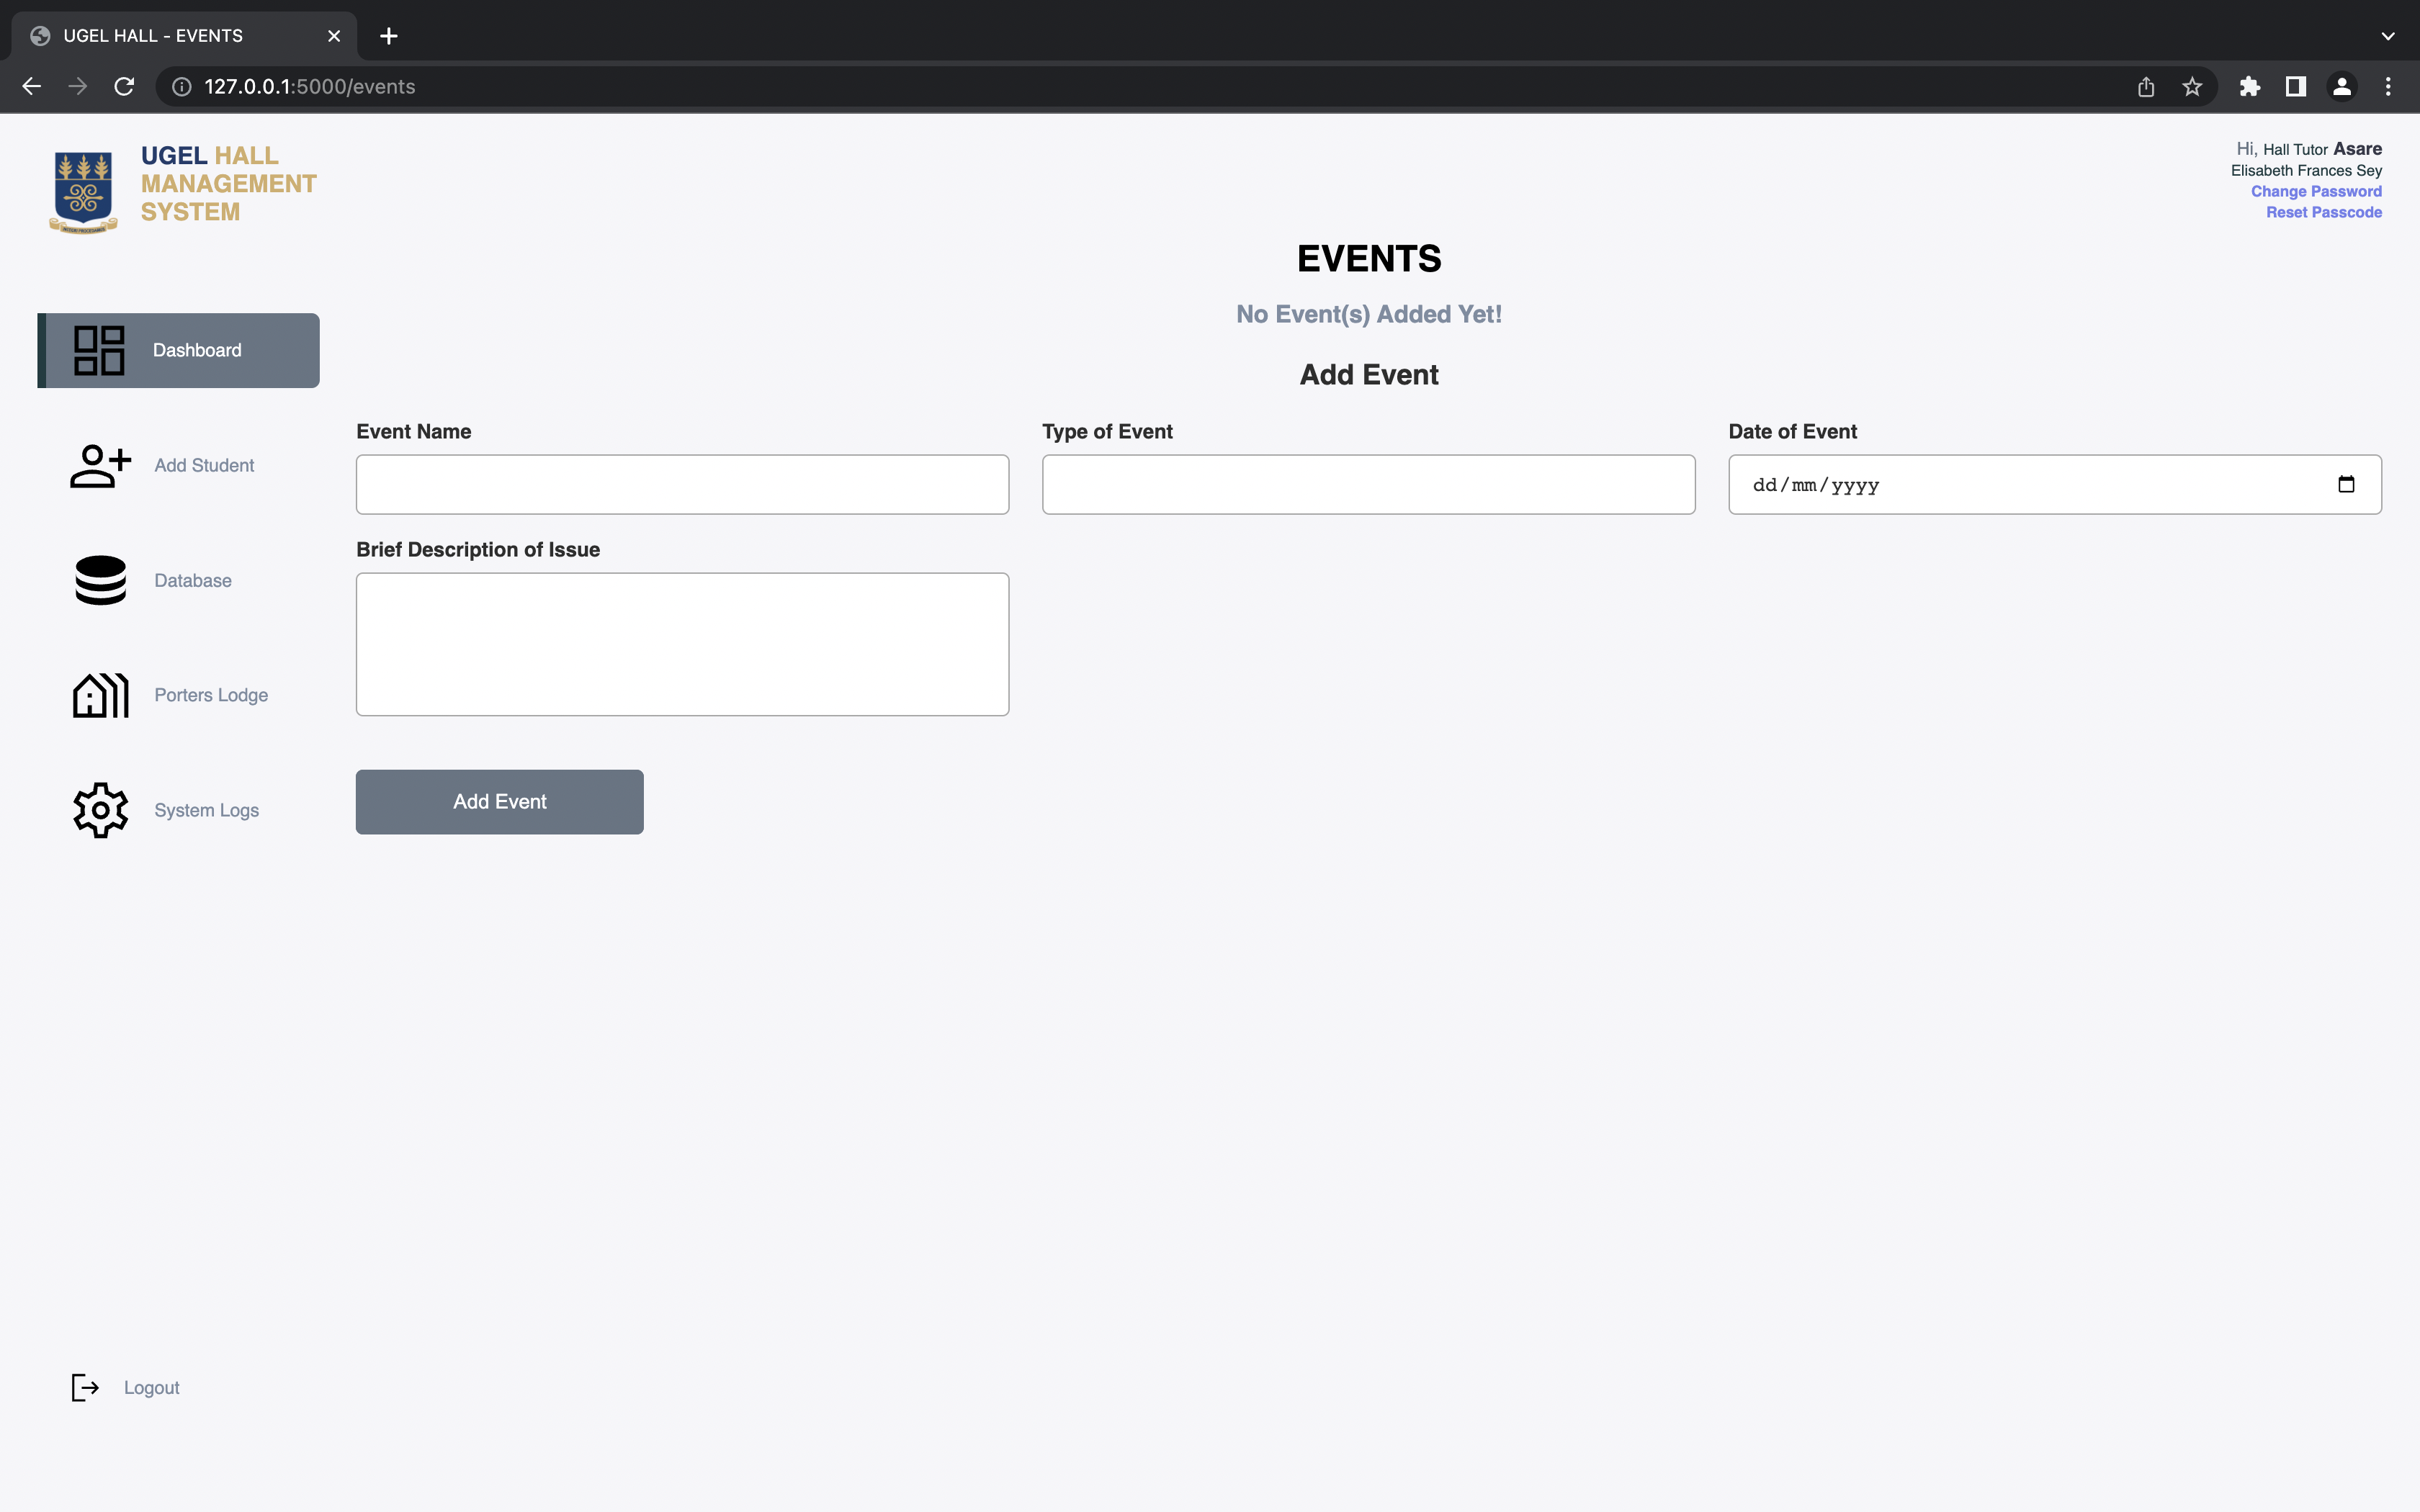 UGEL HALL - EVENTS
127.0.0.1:5000/events
UGEL HALL
MANAGEMENT
SYSTEM
Hi, Hall Tutor Asare
Elisabeth Frances Sey
Change Password
Reset Passcode
EVENTS
No Event(s) Added Yet!
Add Event
Dashboard
Add Student
Database
Porters Lodge
System Logs
Logout
Event Name
Type of Event
Date of Event
dd/mm/yyyy
Brief Description of Issue
Add Event